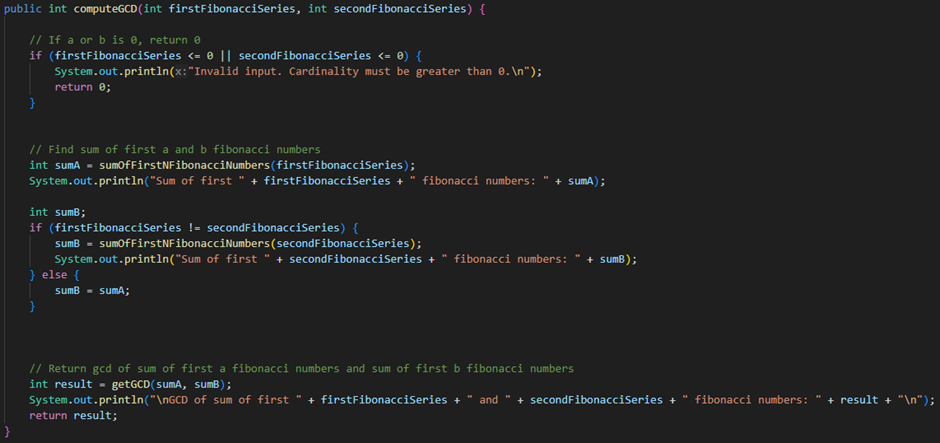 public int computeGCD(int firstFibonacciSeries, int secondFibonacciSeries) {
// If a or b is 0, return 0
if (firstFibonacciSeries <= 0 || secondFibonacciSeries <= 0) {
System.out.println(x:"Invalid input. Cardinality must be greater than 0.\n");
return 0;
}
// Find sum of first a and b fibonacci numbers
int sumA = sumOfFirstNFibonacciNumbers(firstFibonacciSeries);
System.out.println("Sum of first " + firstFibonacciSeries + " fibonacci numbers: " + sumA);
int sumB;
if (firstFibonacciSeries != secondFibonacciSeries) {
sumB = sumOfFirstNFibonacciNumbers(secondFibonacciSeries);
System.out.println("Sum of first " + secondFibonacciSeries + " fibonacci numbers: " + sumB);
} else {
sumB = sumA;
}
// Return gcd of sum of first a fibonacci numbers and sum of first b fibonacci numbers
int result = getGCD(sumA, sumB);
System.out.println("\nGCD of sum of first " + firstFibonacciSeries + " and " + secondFibonacciSeries + " fibonacci numbers: " + result + "\n");
return result;
}